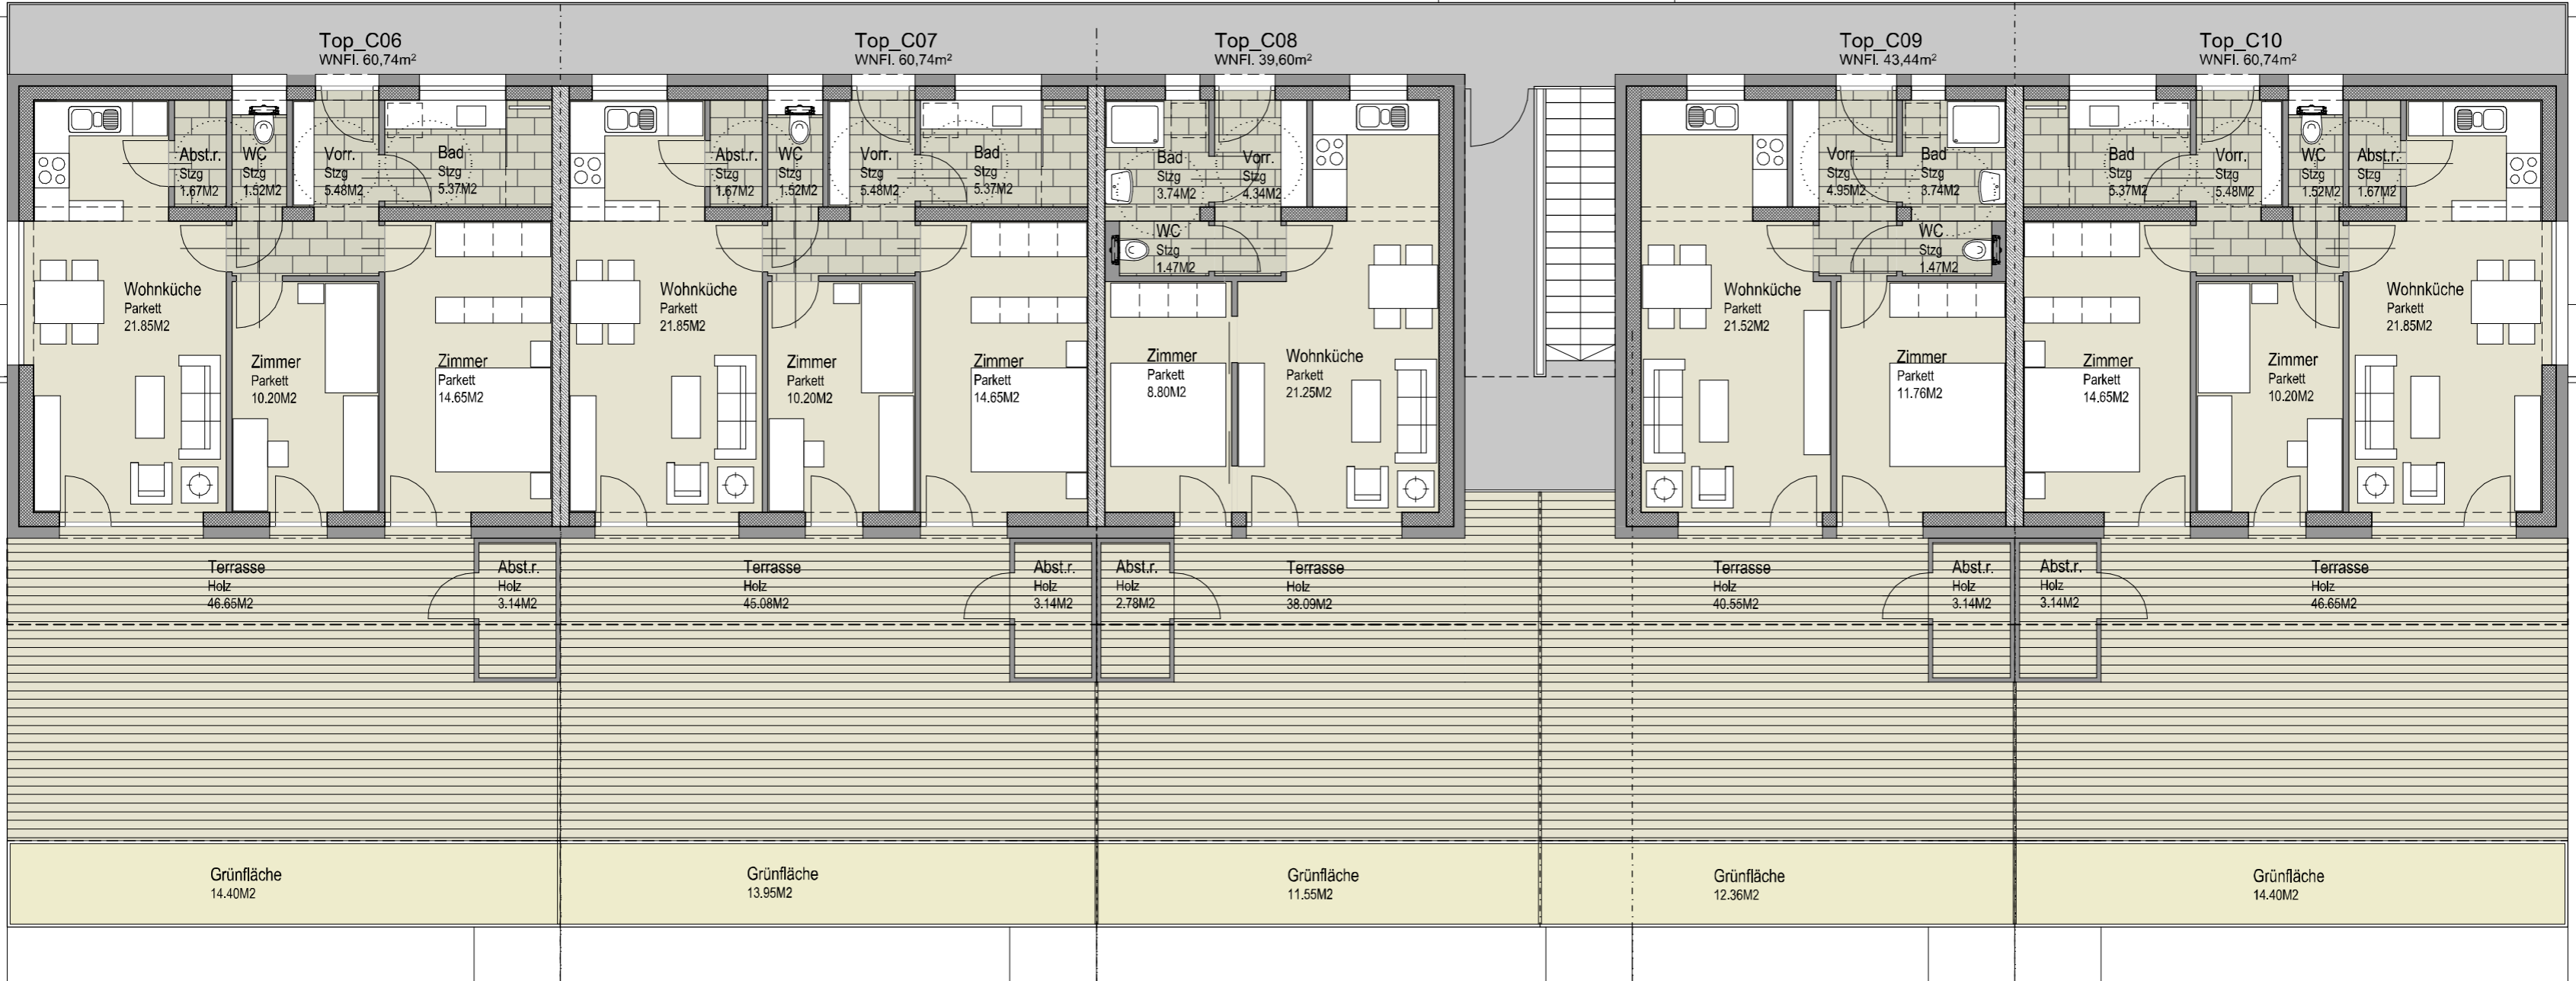 Top_C06
WNFl. 60,74m²
Top_C07
WNFl. 60,74m²
Top_C08
WNFl. 39,60m²
Top_C09
WNFl. 43,44m²
Top_C10
WNFl. 60,74m²
Abst.r.
Stzg
1.67M2
WC
Stzg
1.52M2
Vorr.
Stzg
5.48M2
Bad
Stzg
5.37M2
Wohnküche
Parkett
21.85M2
Zimmer
Parkett
10.20M2
Zimmer
Parkett
14.65M2
Abst.r.
Stzg
1.67M2
WC
Stzg
1.52M2
Vorr.
Stzg
5.48M2
Bad
Stzg
5.37M2
Wohnküche
Parkett
21.85M2
Zimmer
Parkett
10.20M2
Zimmer
Parkett
14.65M2
Bad
Stzg
3.74M2
Vorr.
Stzg
4.34M2
WC
Stzg
1.47M2
Zimmer
Parkett
8.80M2
Wohnküche
Parkett
21.25M2
Vorr.
Stzg
4.95M2
Bad
Stzg
3.74M2
WC
Stzg
1.47M2
Wohnküche
Parkett
21.52M2
Zimmer
Parkett
11.76M2
Bad
Stzg
5.37M2
Vorr.
Stzg
5.48M2
WC
Stzg
1.52M2
Abst.r.
Stzg
1.67M2
Zimmer
Parkett
14.65M2
Zimmer
Parkett
10.20M2
Wohnküche
Parkett
21.85M2
Terrasse
Holz
46.65M2
Abst.r.
Holz
3.14M2
Terrasse
Holz
45.08M2
Abst.r.
Holz
3.14M2
Abst.r.
Holz
2.78M2
Terrasse
Holz
38.09M2
Terrasse
Holz
40.55M2
Abst.r.
Holz
3.14M2
Abst.r.
Holz
3.14M2
Terrasse
Holz
46.65M2
Grünfläche
14.40M2
Grünfläche
13.95M2
Grünfläche
11.55M2
Grünfläche
12.36M2
Grünfläche
14.40M2